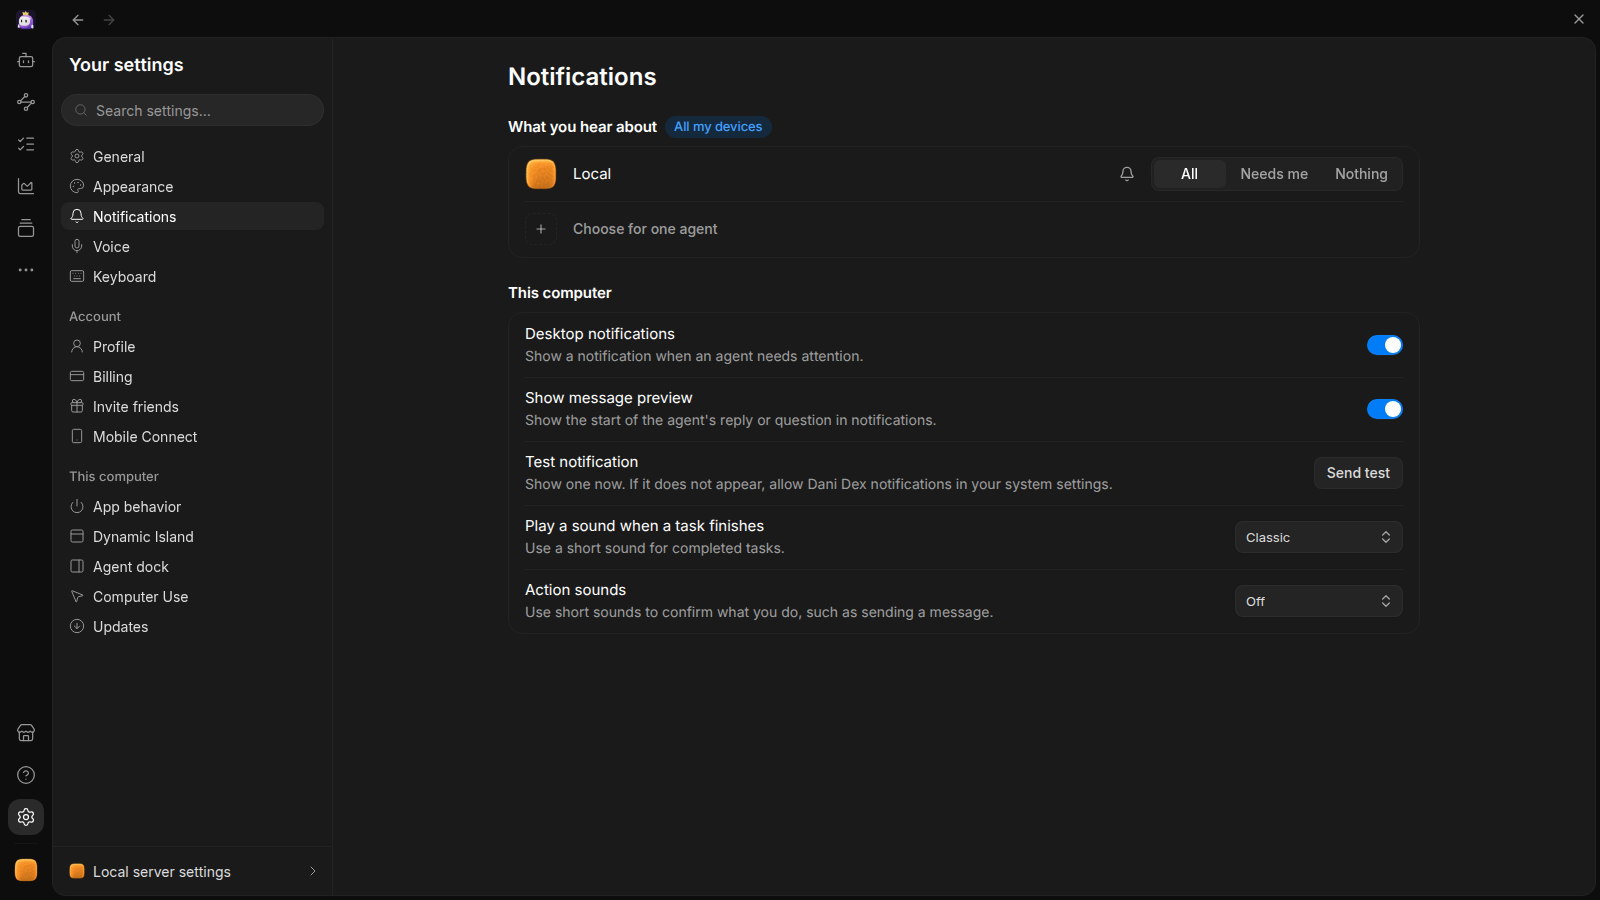 Your settings
Search settings...
General
Appearance
Notifications
Voice
Keyboard
Account
Profile
Billing
Invite friends
Mobile Connect
This computer
App behavior
Dynamic Island
Agent dock
Computer Use
Updates
Local server settings
Notifications
What you hear about All my devices
Local All Needs me Nothing
Choose for one agent
This computer
Desktop notifications
Show a notification when an agent needs attention.
Show message preview
Show the start of the agent's reply or question in notifications.
Test notification
Show one now. If it does not appear, allow Dani Dex notifications in your system settings.
Send test
Play a sound when a task finishes
Use a short sound for completed tasks.
Classic
Action sounds
Use short sounds to confirm what you do, such as sending a message.
Off